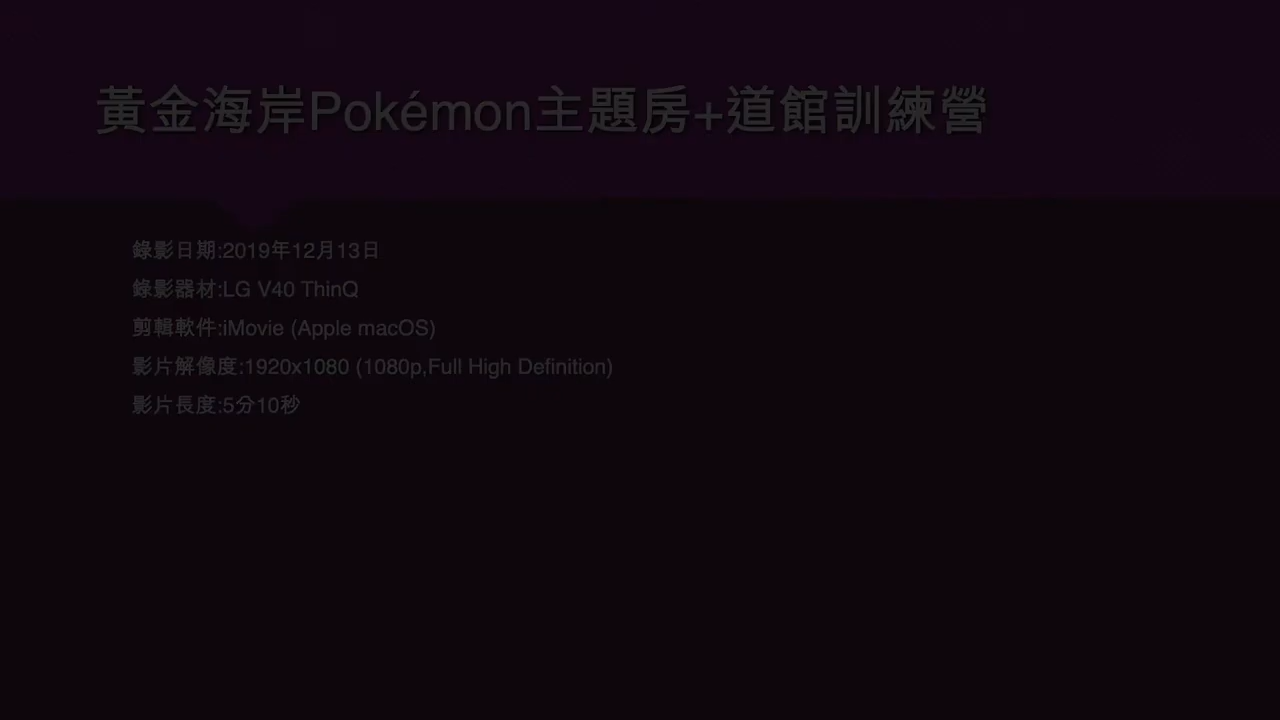 黃金海岸Pokémon主題房+道館訓練營
錄影日期:2019年12月13日
錄影器材:LG V40 ThinQ
剪輯軟件:iMovie (Apple macOS)
影片解像度:1920x1080 (1080p,Full High Definition)
影片長度:5分10秒